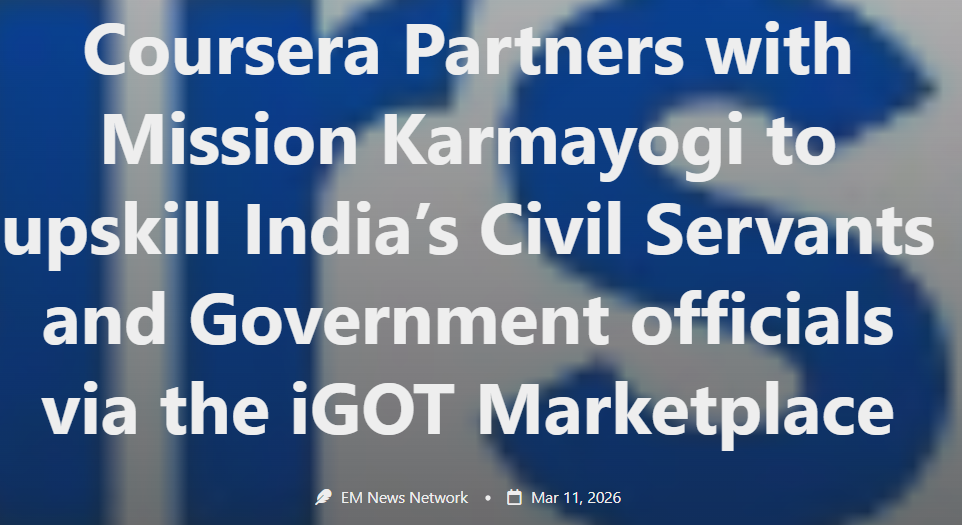 Coursera Partners with
Mission Karmayogi to
upskill India’s Civil Servants
and Government officials
via the iGOT Marketplace
EM News Network • Mar 11, 2026